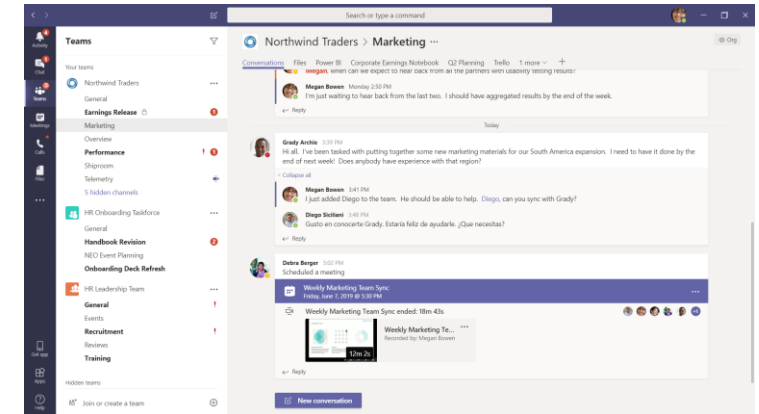 Search or type a command
Activity
Chat
Teams
Meetings
Calls
Files
Get app
Apps
Help
Teams
Your teams
Northwind Traders
General
Earnings Release
Marketing
Overview
Performance
Shiproom
Telemetry
5 hidden channels
HR Onboarding Taskforce
General
Handbook Revision
NEO Event Planning
Onboarding Deck Refresh
HR Leadership Team
General
Events
Recruitment
Reviews
Training
Hidden teams
Join or create a team
Northwind Traders > Marketing ...
Org
Conversations Files Power BI Corporate Earnings Notebook Q2 Planning Trello 1 more +
Megan, when can we expect to hear back from all the partners with usability testing results?
Megan Bowen Monday 2:50 PM
I'm just waiting to hear back from the last two. I should have aggregated results by the end of the week.
Reply
Today
Grady Archie 3:39 PM
Hi all. I've been tasked with putting together some new marketing materials for our South America expansion. I need to have it done by the
end of next week! Does anybody have experience with that region?
Collapse all
Megan Bowen 3:41 PM
I just added Diego to the team. He should be able to help. Diego, can you sync with Grady?
Diego Siciliani 3:48 PM
Gusto en conocerte Grady. Estaría feliz de ayudarle. ¿Que necesitas?
Reply
Debra Berger 5:02 PM
Scheduled a meeting
Weekly Marketing Team Sync
Friday, June 7, 2019 @ 5:30 PM
Weekly Marketing Team Sync ended: 18m 43s
Weekly Marketing Te... ...
Recorded by: Megan Bowen
12m 2s
Reply
New conversation